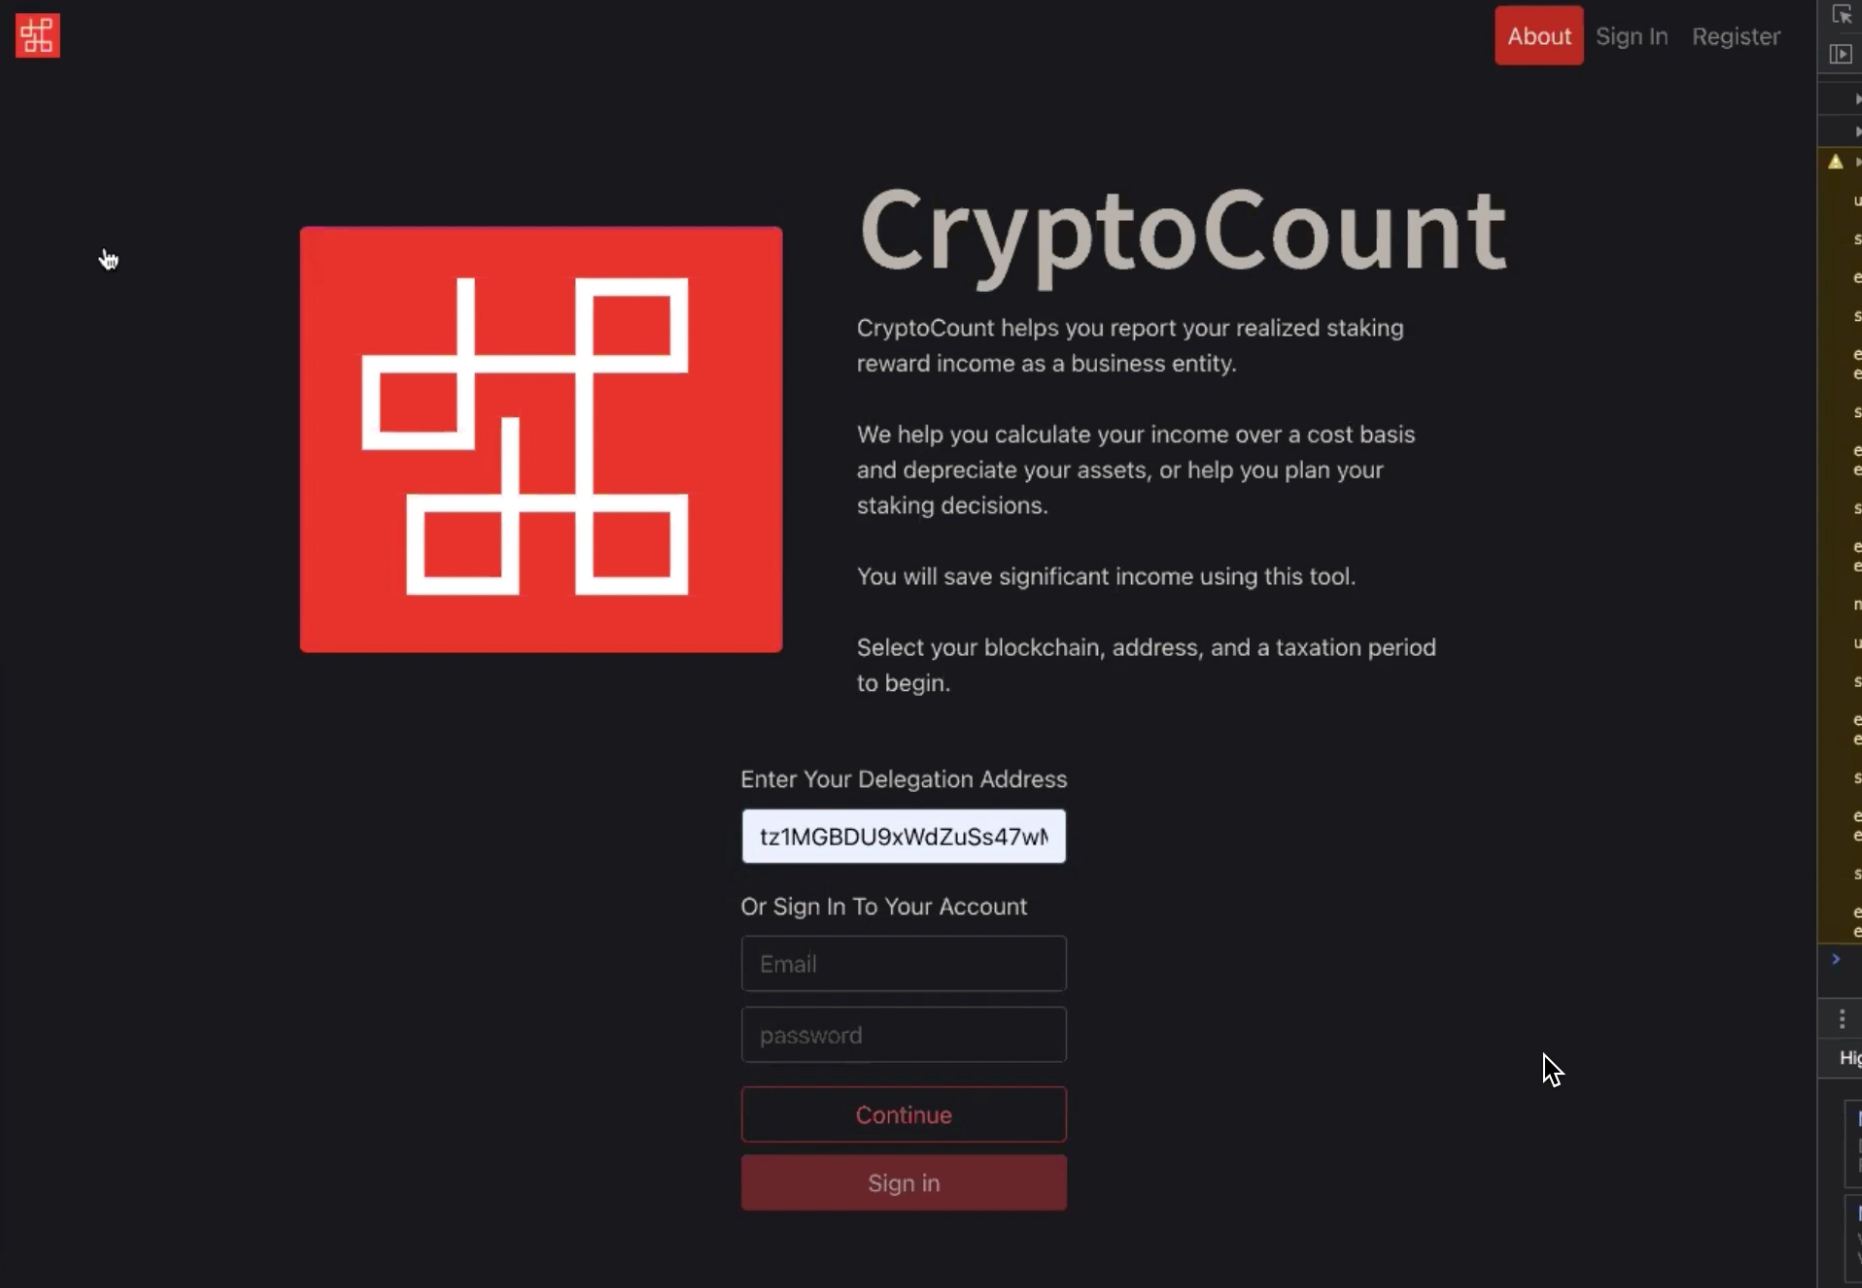 About Sign In Register
CryptoCount
CryptoCount helps you report your realized staking
reward income as a business entity.
We help you calculate your income over a cost basis
and depreciate your assets, or help you plan your
staking decisions.
You will save significant income using this tool.
Select your blockchain, address, and a taxation period
to begin.
Enter Your Delegation Address
tz1MGBDU9xWdZuSs47w
Or Sign In To Your Account
Email
password
Continue
Sign in